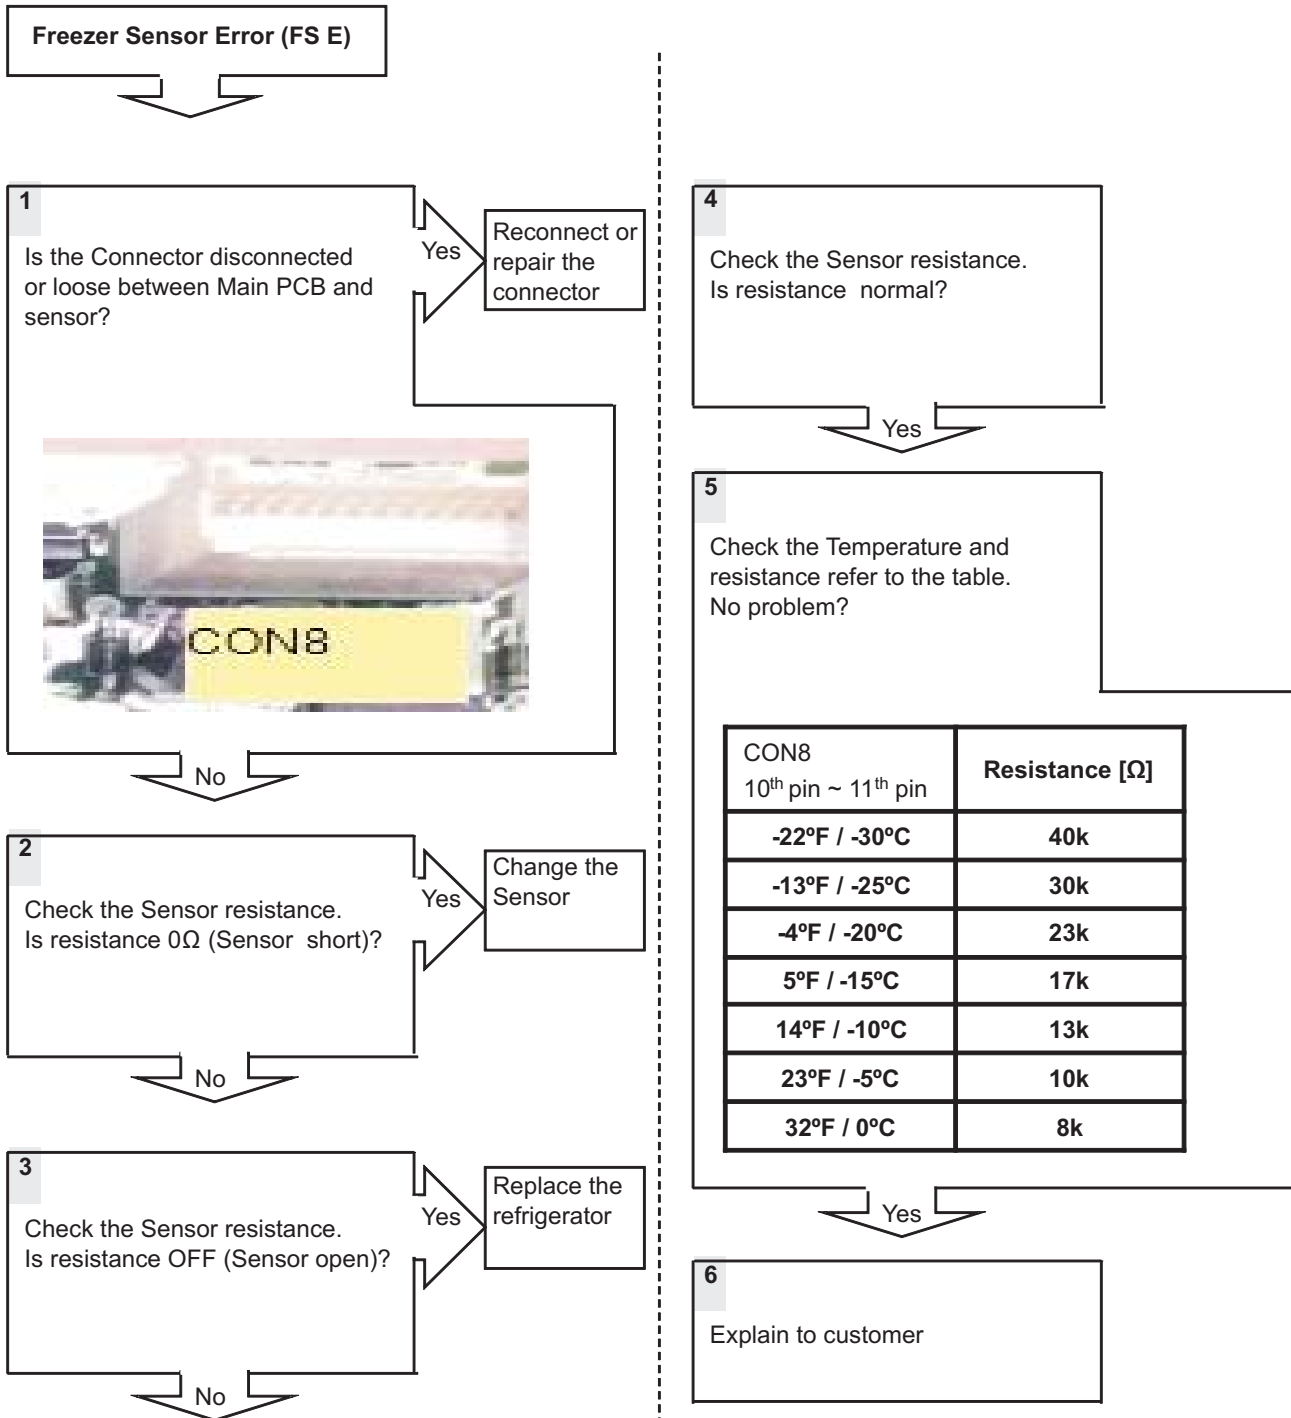 Freezer Sensor Error (FS E)
1
Is the Connector disconnected
or loose between Main PCB and
sensor?
Yes
Reconnect or
repair the
connector
CON8
No
2
Check the Sensor resistance.
Is resistance 0Ω (Sensor short)?
Yes
Change the
Sensor
No
3
Check the Sensor resistance.
Is resistance OFF (Sensor open)?
Yes
Replace the
refrigerator
No
4
Check the Sensor resistance.
Is resistance normal?
Yes
5
Check the Temperature and
resistance refer to the table.
No problem?
CON8
10th pin ~ 11th pin
Resistance [Ω]
-22ºF / -30ºC 40k
-13ºF / -25ºC 30k
-4ºF / -20ºC 23k
5ºF / -15ºC 17k
14ºF / -10ºC 13k
23ºF / -5ºC 10k
32ºF / 0ºC 8k
Yes
6
Explain to customer